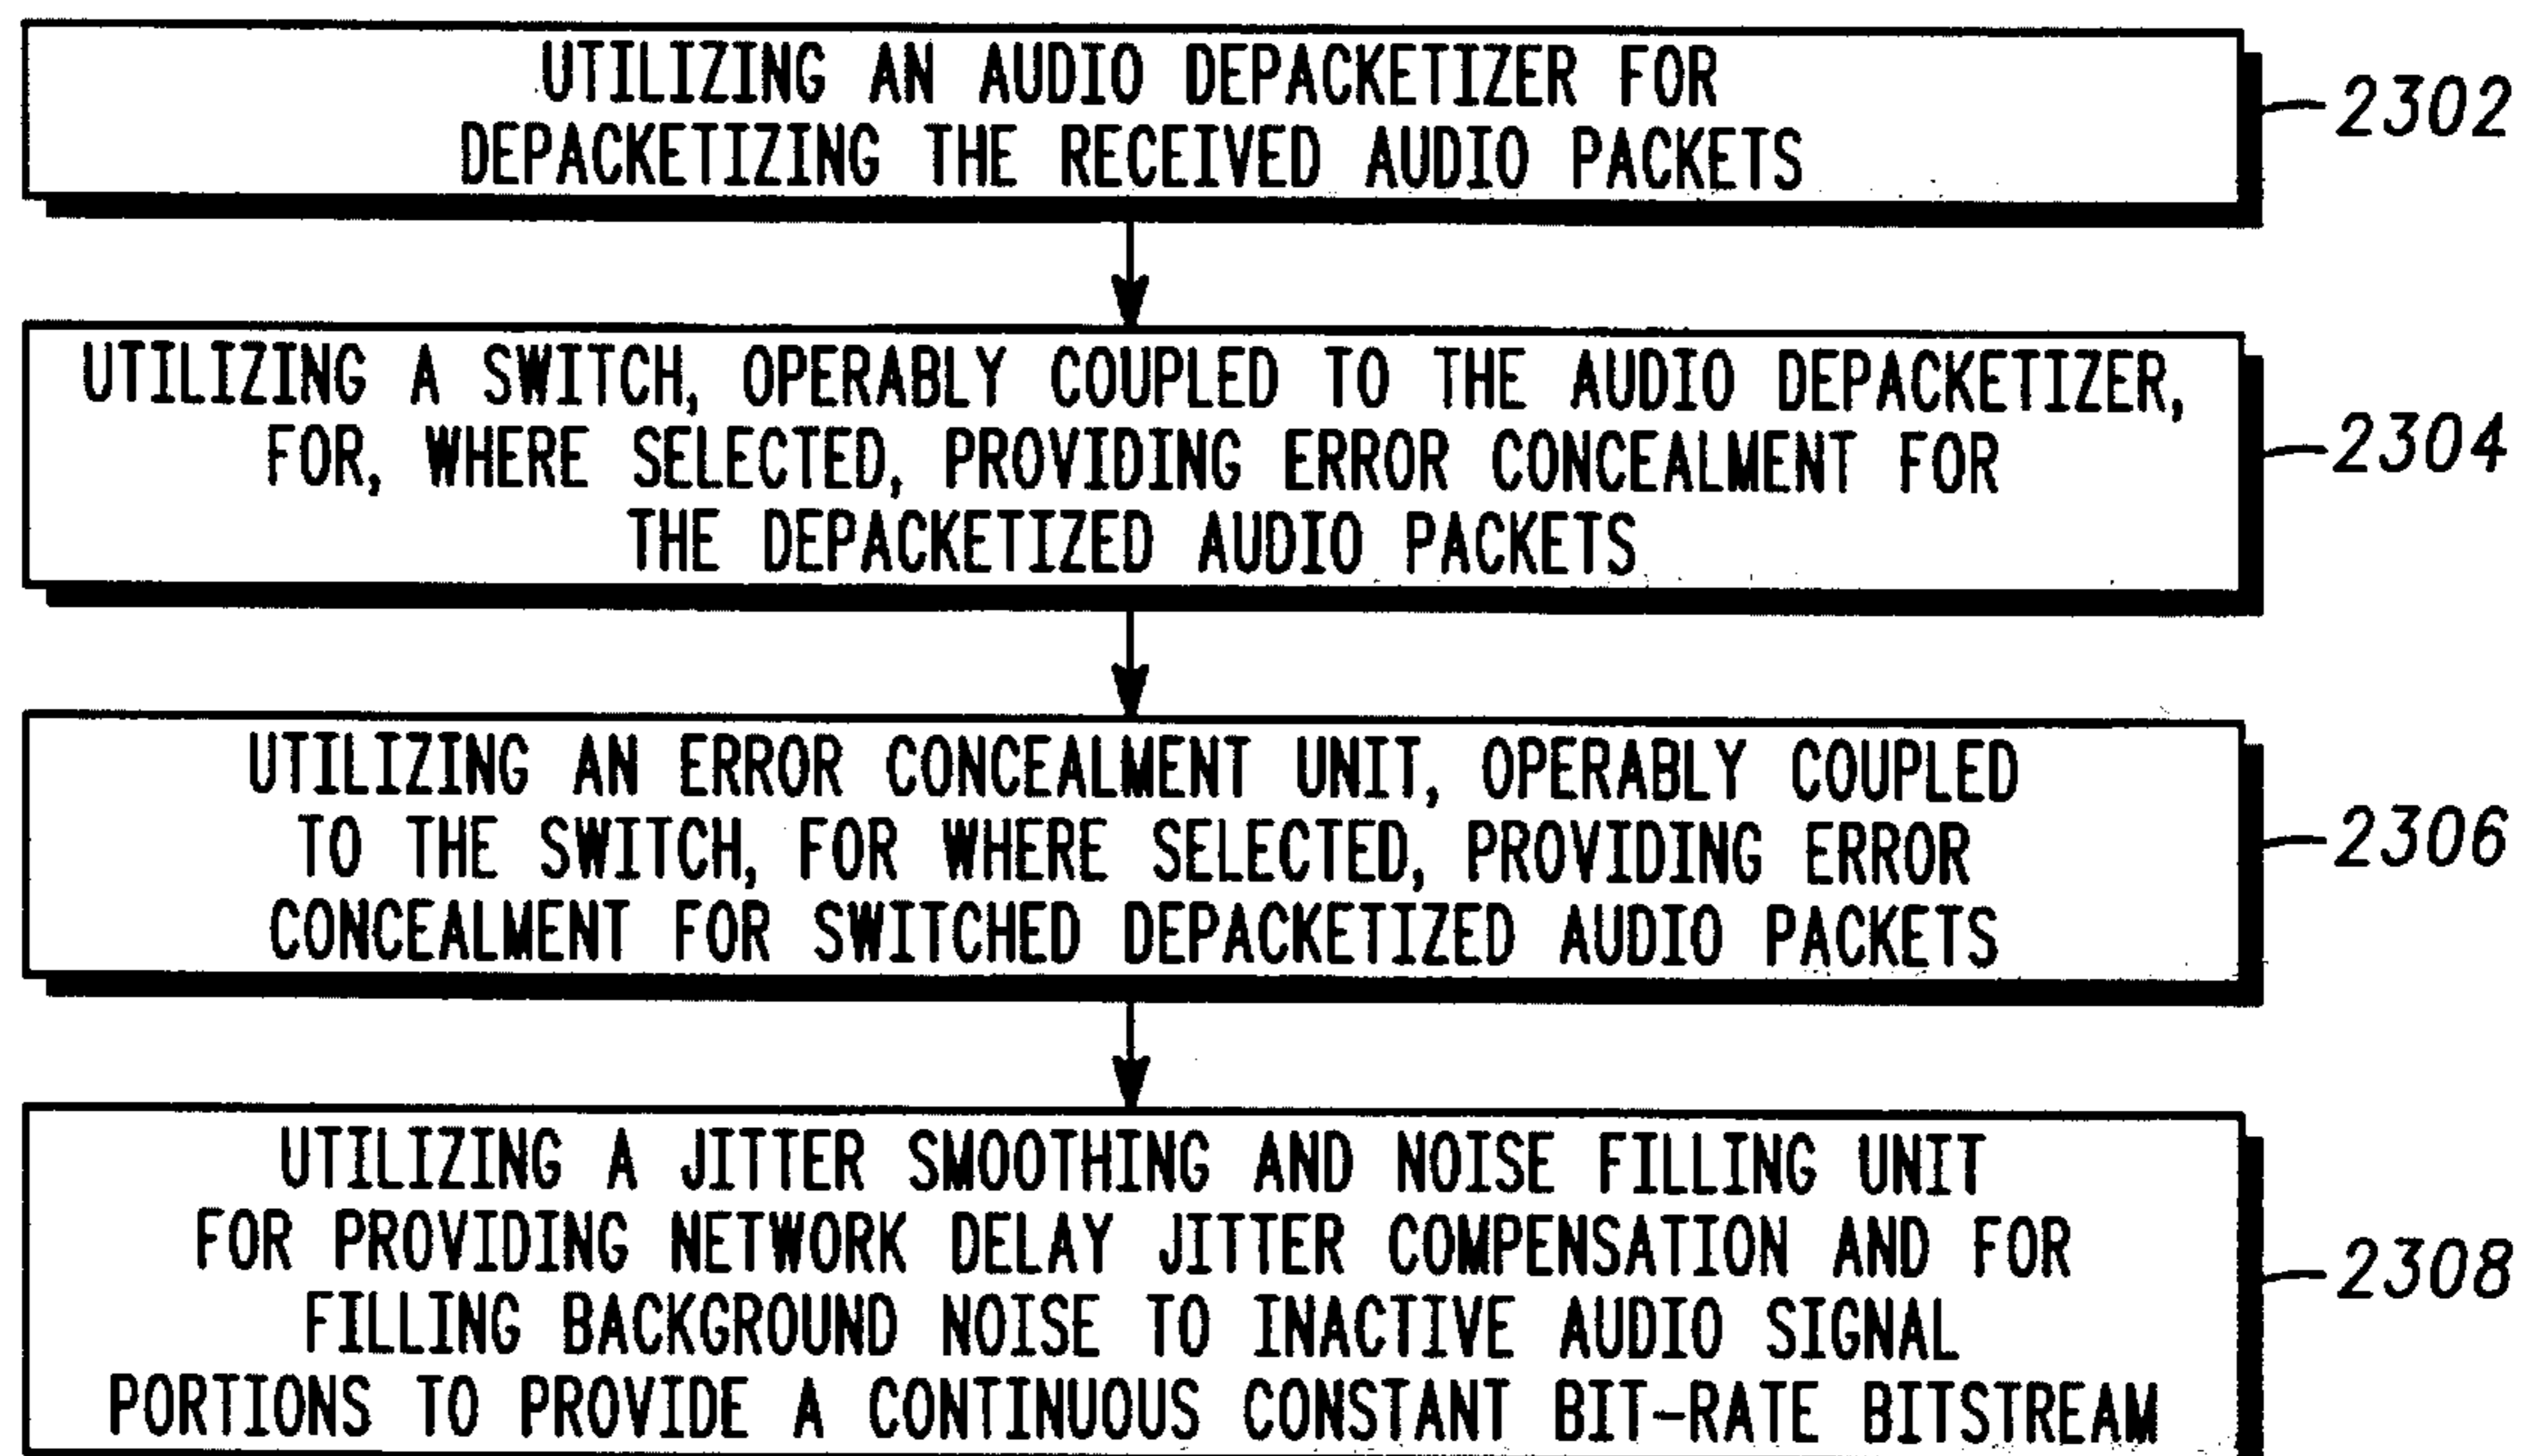 UTILIZING AN AUDIO DEPACKETIZER FOR
DEPACKETIZING THE RECEIVED AUDIO PACKETS
2302
UTILIZING A SWITCH, OPERABLY COUPLED TO THE AUDIO DEPACKETIZER,
FOR, WHERE SELECTED, PROVIDING ERROR CONCEALMENT FOR
THE DEPACKETIZED AUDIO PACKETS
2304
UTILIZING AN ERROR CONCEALMENT UNIT, OPERABLY COUPLED
TO THE SWITCH, FOR WHERE SELECTED, PROVIDING ERROR
CONCEALMENT FOR SWITCHED DEPACKETIZED AUDIO PACKETS
2306
UTILIZING A JITTER SMOOTHING AND NOISE FILLING UNIT
FOR PROVIDING NETWORK DELAY JITTER COMPENSATION AND FOR
FILLING BACKGROUND NOISE TO INACTIVE AUDIO SIGNAL
PORTIONS TO PROVIDE A CONTINUOUS CONSTANT BIT-RATE BITSTREAM
2308